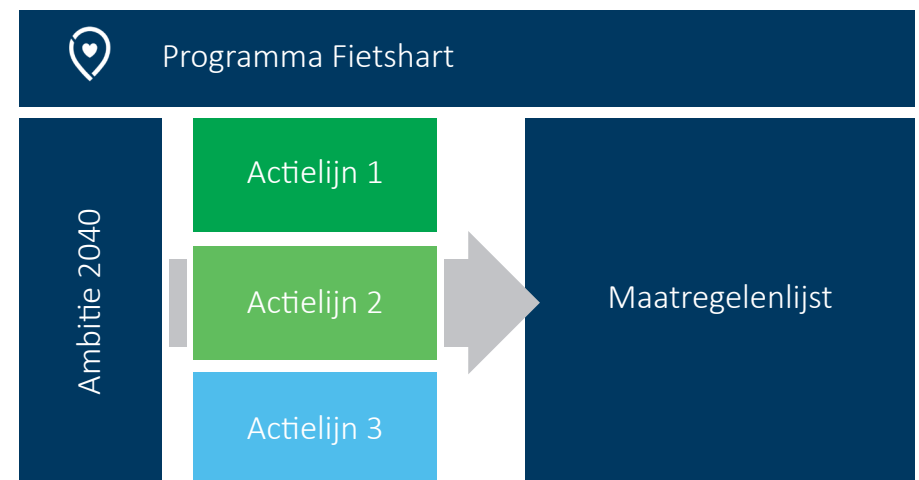 Programma Fietshart
Ambitie 2040
Actielijn 1
Actielijn 2
Actielijn 3
Maatregelenlijst